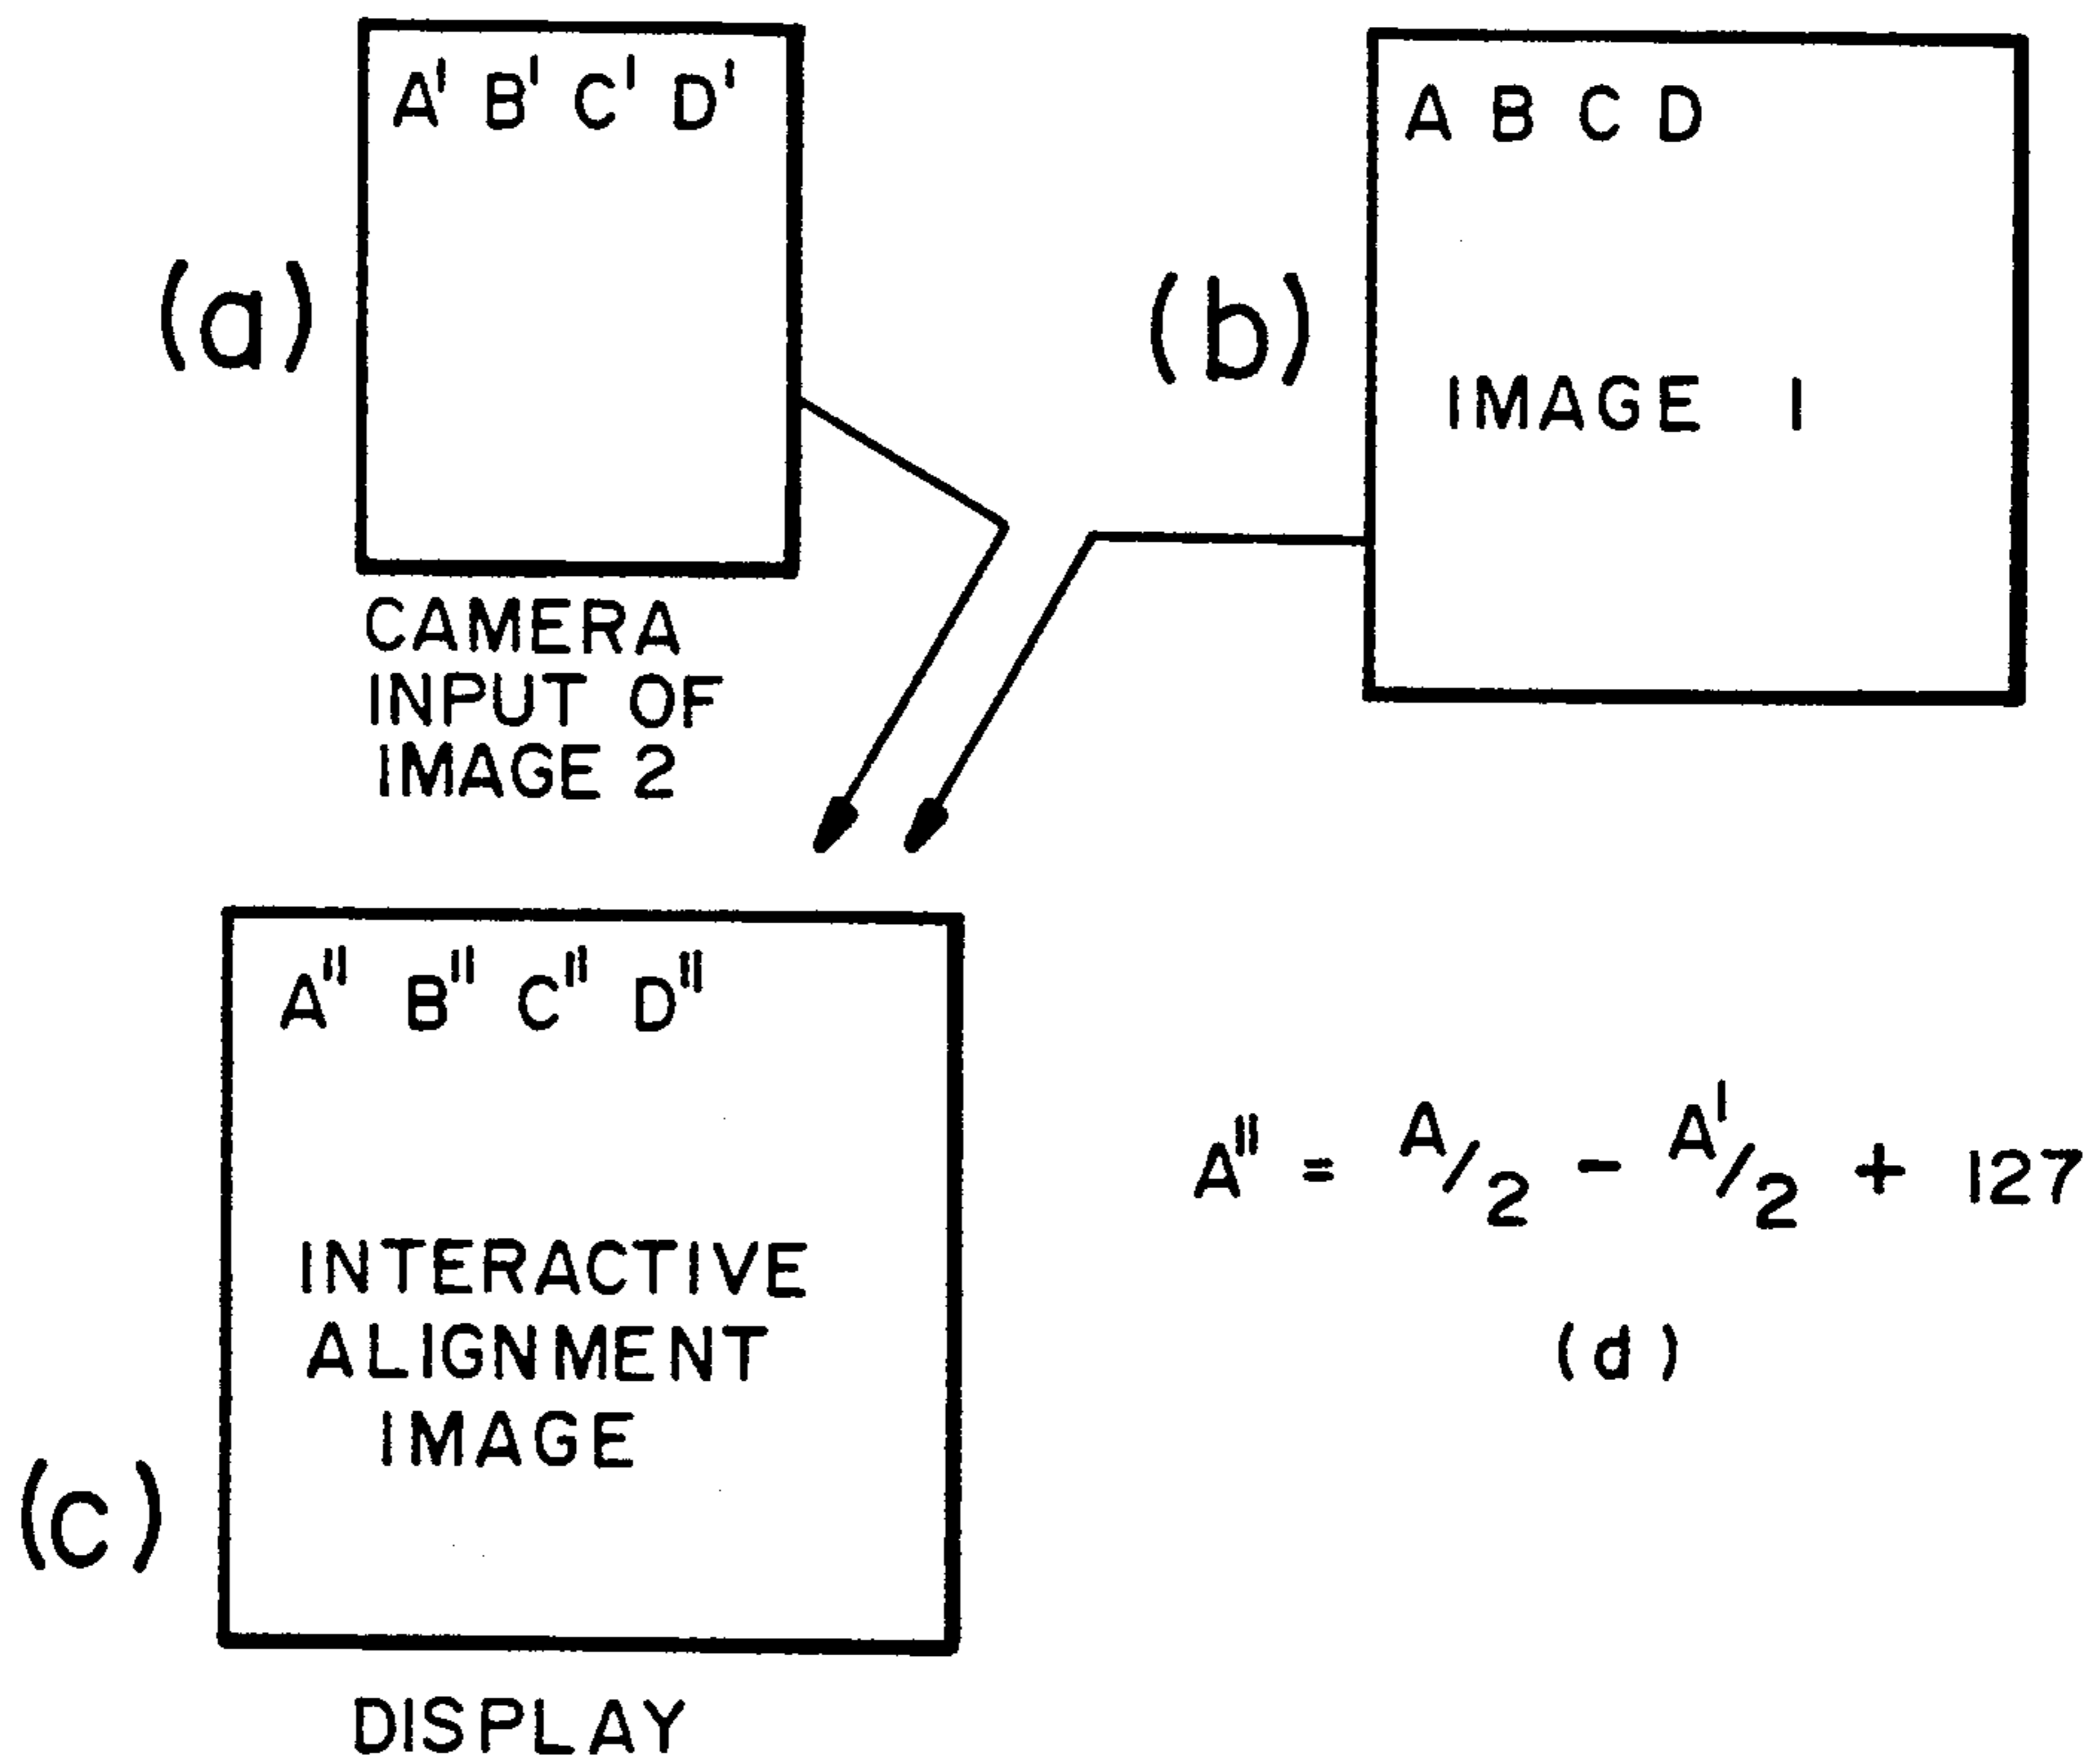 (a)
A' B' C' D'
CAMERA
INPUT OF
IMAGE 2
(b)
A B C D
IMAGE 1
(c)
A" B" C" D"
INTERACTIVE
ALIGNMENT
IMAGE
DISPLAY
A" = A/2 - A'/2 + 127
(d)